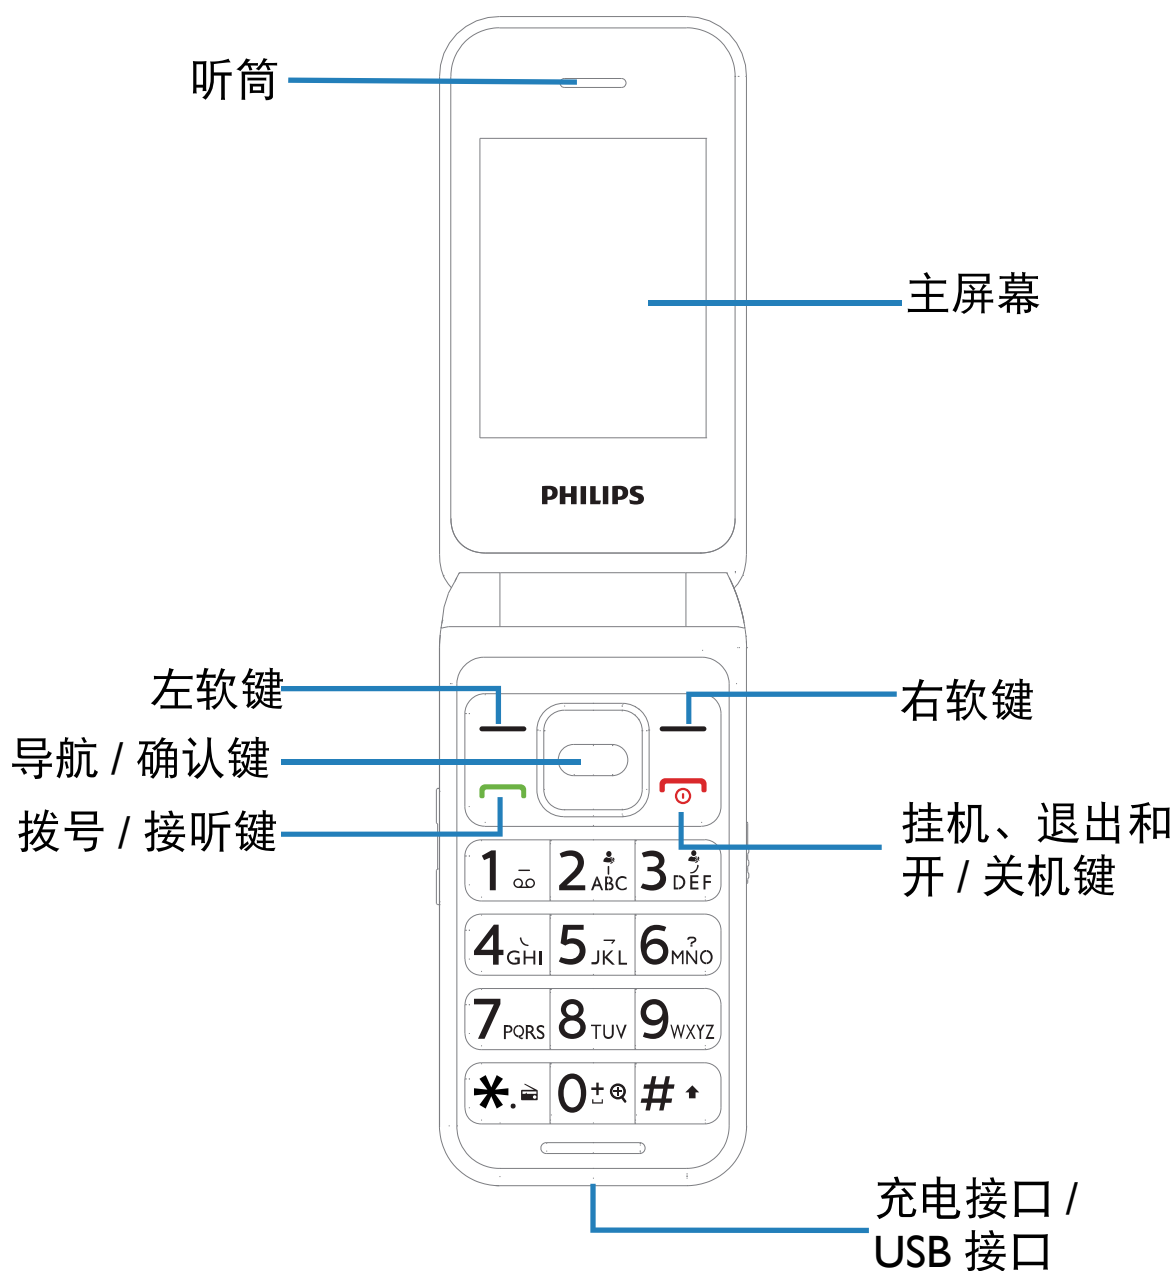 听筒
主屏幕
PHILIPS
左软键
右软键
导航 / 确认键
拨号 / 接听键
挂机、退出和
开 / 关机键
1 2 ABC 3 DEF
4 GHI 5 JKL 6 MNO ?
7 PQRS 8 TUV 9 WXYZ
*. 0 ± #
充电接口 /
USB 接口